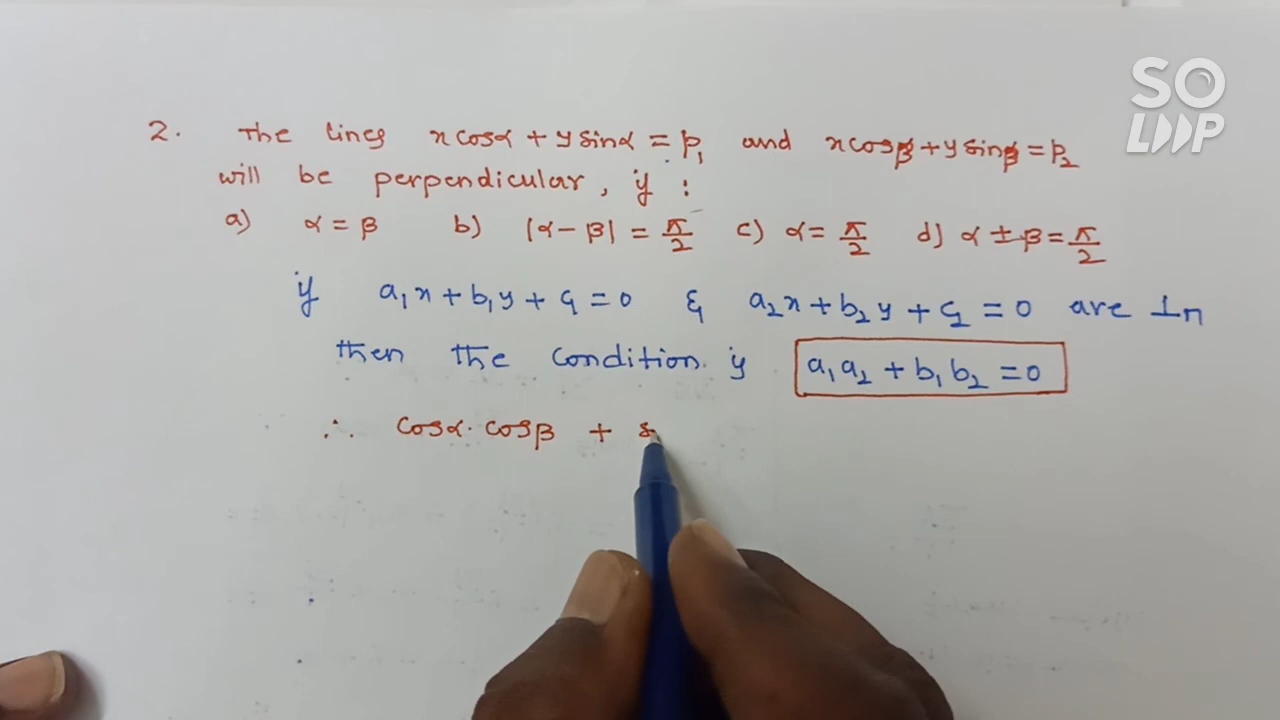 SO
LDP
2. The lines x cosα + y sinα = p₁ and x cosβ + y sinβ = p₂
will be perpendicular, if :
a) α = β b) |α - β| = π/2 c) α = π/2 d) α ± β = π/2
if a₁x + b₁y + c₁ = 0 & a₂x + b₂y + c₂ = 0 are ⊥r
then the condition is a₁a₂ + b₁b₂ = 0
∴ cosα · cosβ + s